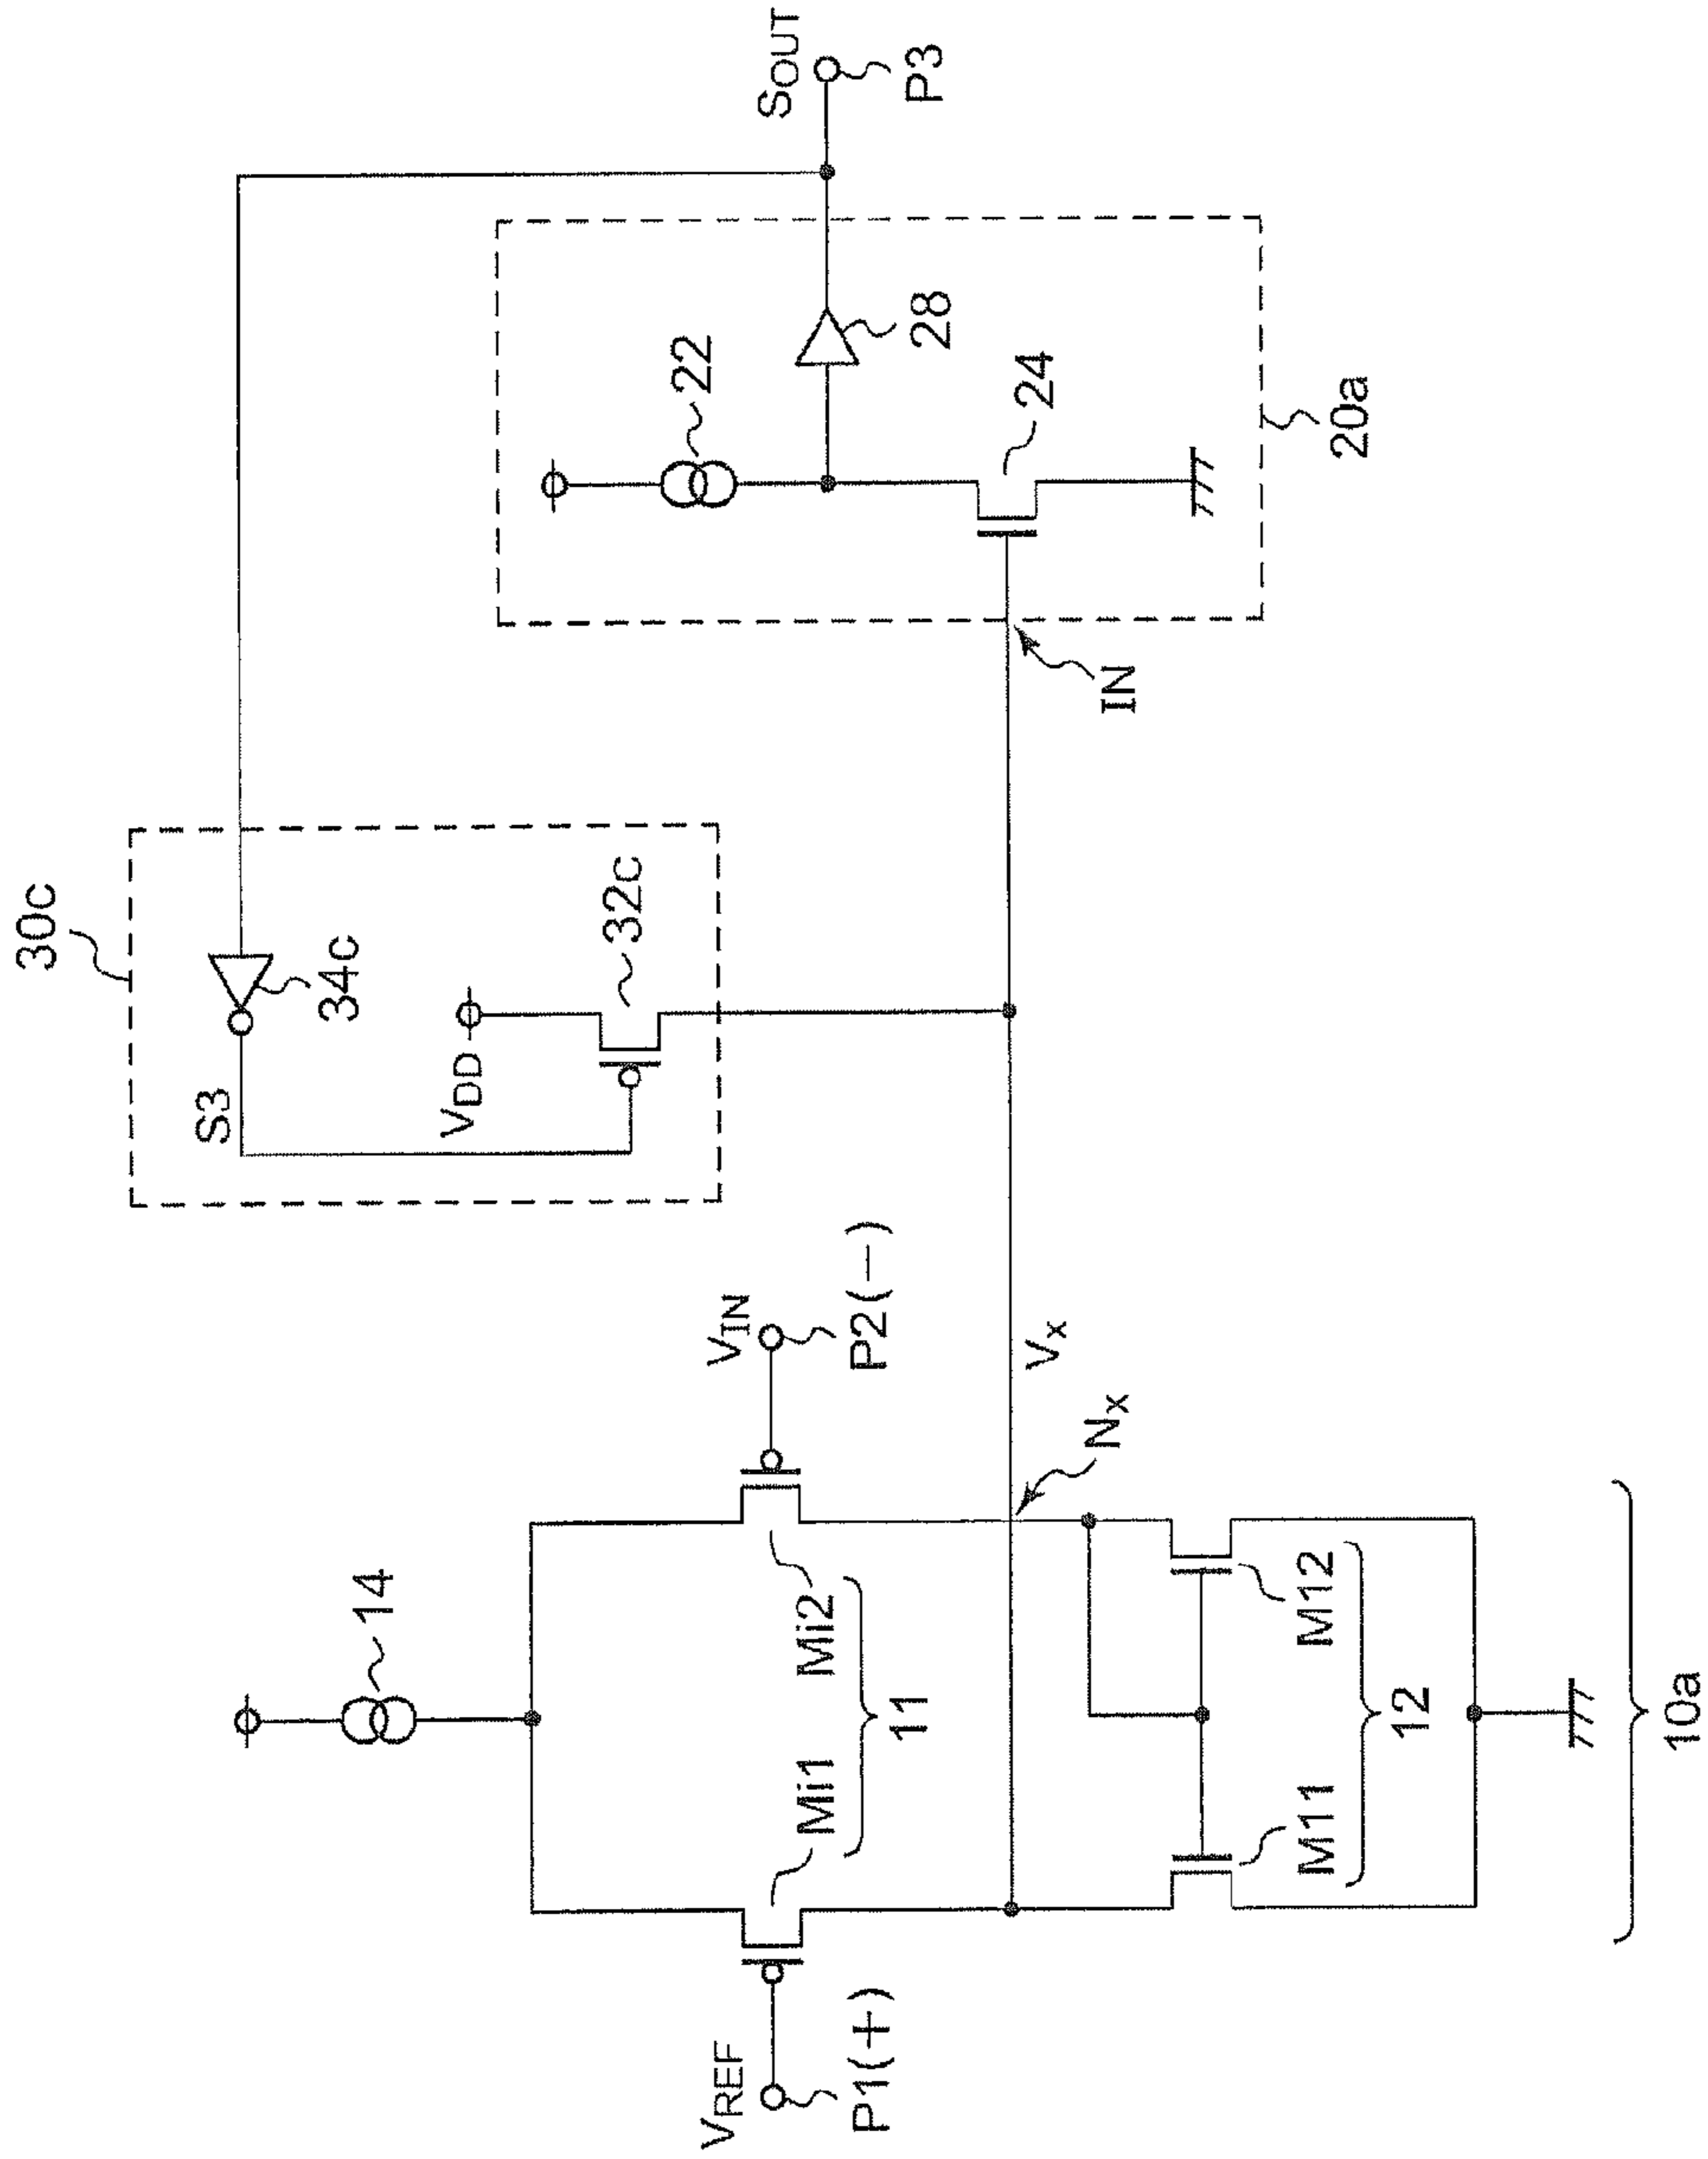 30c
S3
34c
VDD
32c
SOUT
P3
22
28
24
20a
IN
14
VREF
P1(+)
VIN
P2(−)
Mi1
Mi2
11
Nx
Vx
M11
M12
12
10a